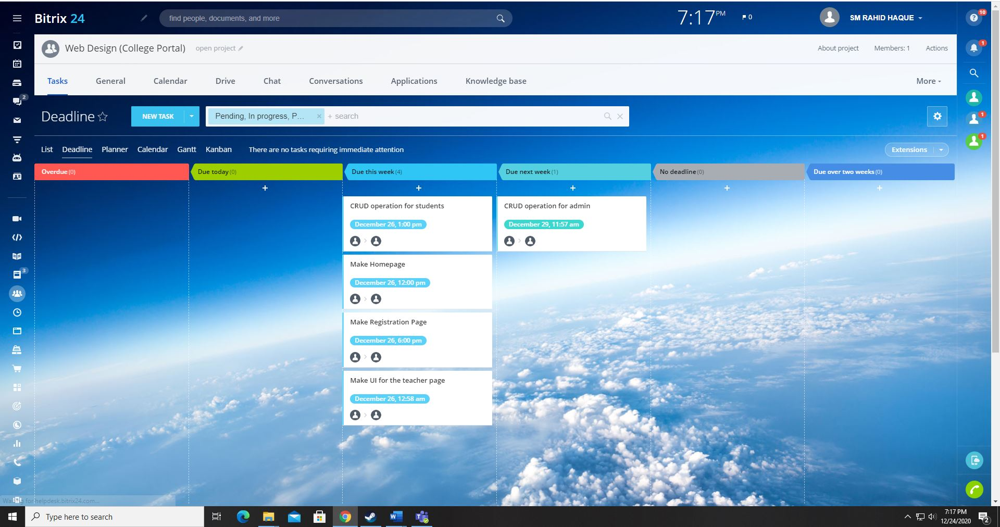 Bitrix 24
find people, documents, and more
7:17 PM
0
SM RAHID HAQUE
10
Web Design (College Portal)
open project
About project
Members: 1
Actions
1
Tasks
General
Calendar
Drive
Chat
Conversations
Applications
Knowledge base
More
2
Deadline
NEW TASK
Pending, In progress, P... ×
+ search
1
1
List
Deadline
Planner
Calendar
Gantt
Kanban
There are no tasks requiring immediate attention
Extensions
Overdue (0)
Due today (0)
Due this week (4)
Due next week (1)
No deadline (0)
Due over two weeks (0)
+
+
+
+
+
CRUD operation for students
December 26, 1:00 pm
CRUD operation for admin
December 29, 11:57 am
Make Homepage
December 26, 12:00 pm
3
Make Registration Page
December 26, 6:00 pm
Make UI for the teacher page
December 26, 12:58 am
Waiting for helpdesk.bitrix24.com...
Type here to search
7:17 PM
12/24/2020
2